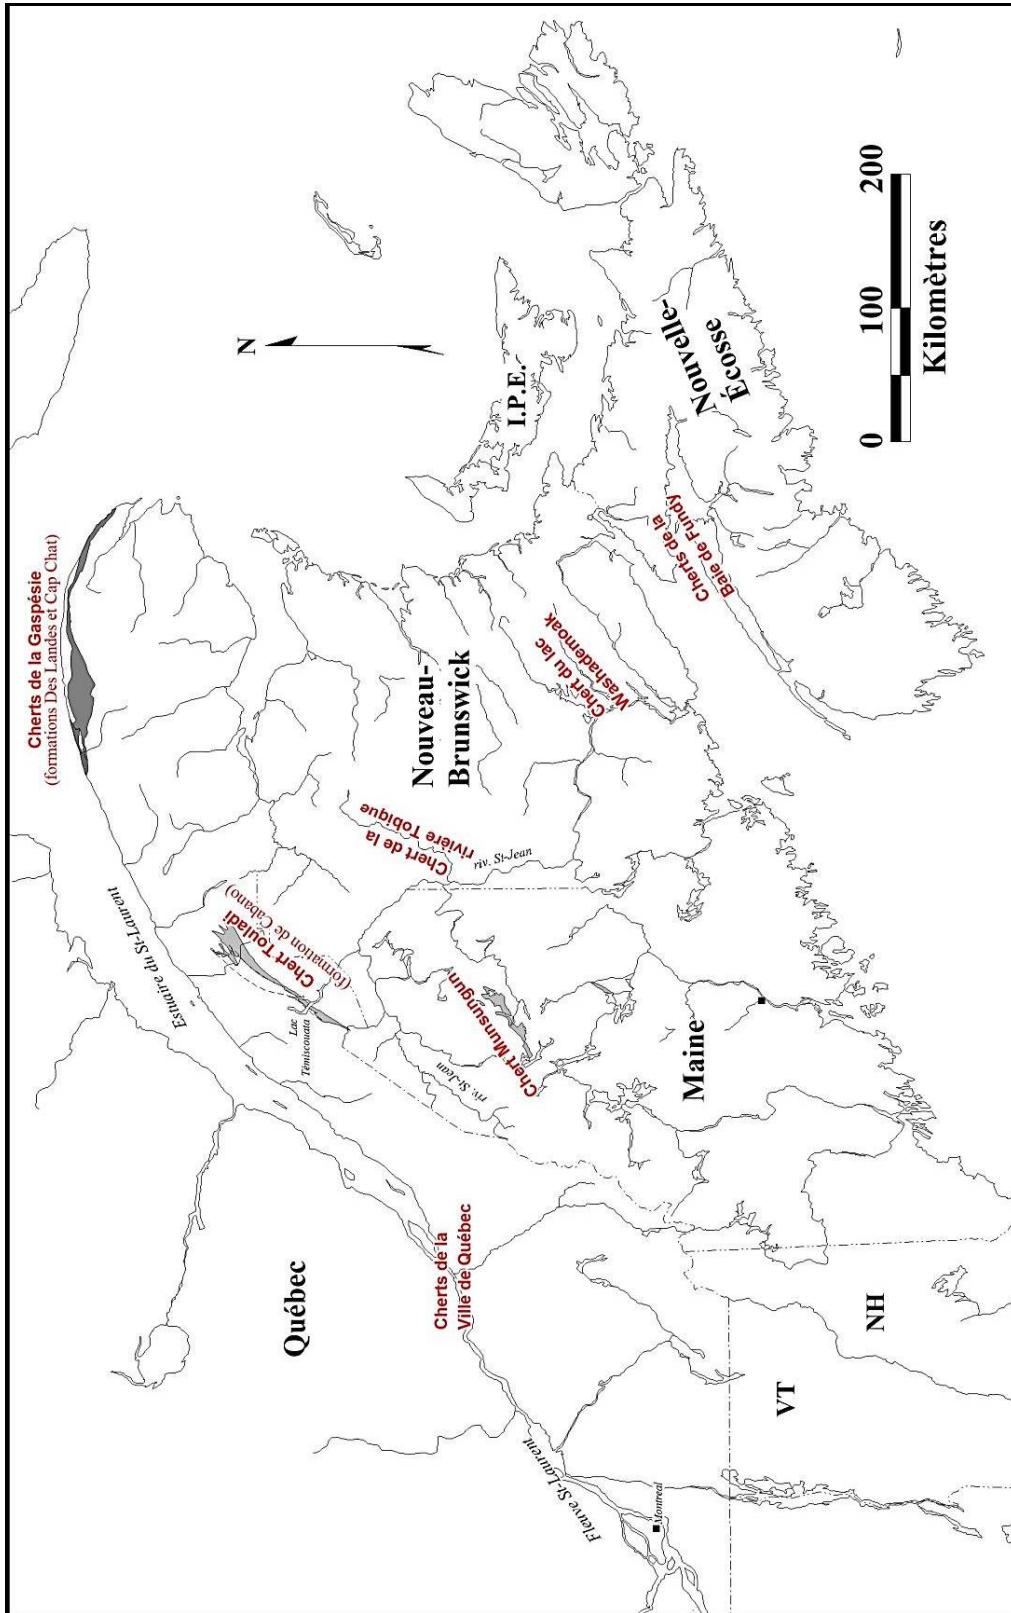 Cherts de la Gaspésie
(formations Des Landes et Cap Chat)
N
Estuaire du St-Laurent
Chert Touladi
(formation de Cabano)
Lac
Témiscouata
Québec
Cherts de la
Ville de Québec
Fleuve St-Laurent
Montreal
riv. St-Jean
Chert Munsungun
Chert de la
rivière Tobique
riv. St-Jean
Nouveau-
Brunswick
I.P.E.
Chert du lac
Washademoak
Cherts de la
Baie de Fundy
Nouvelle-
Écosse
Maine
NH
VT
0 100 200
Kilomètres